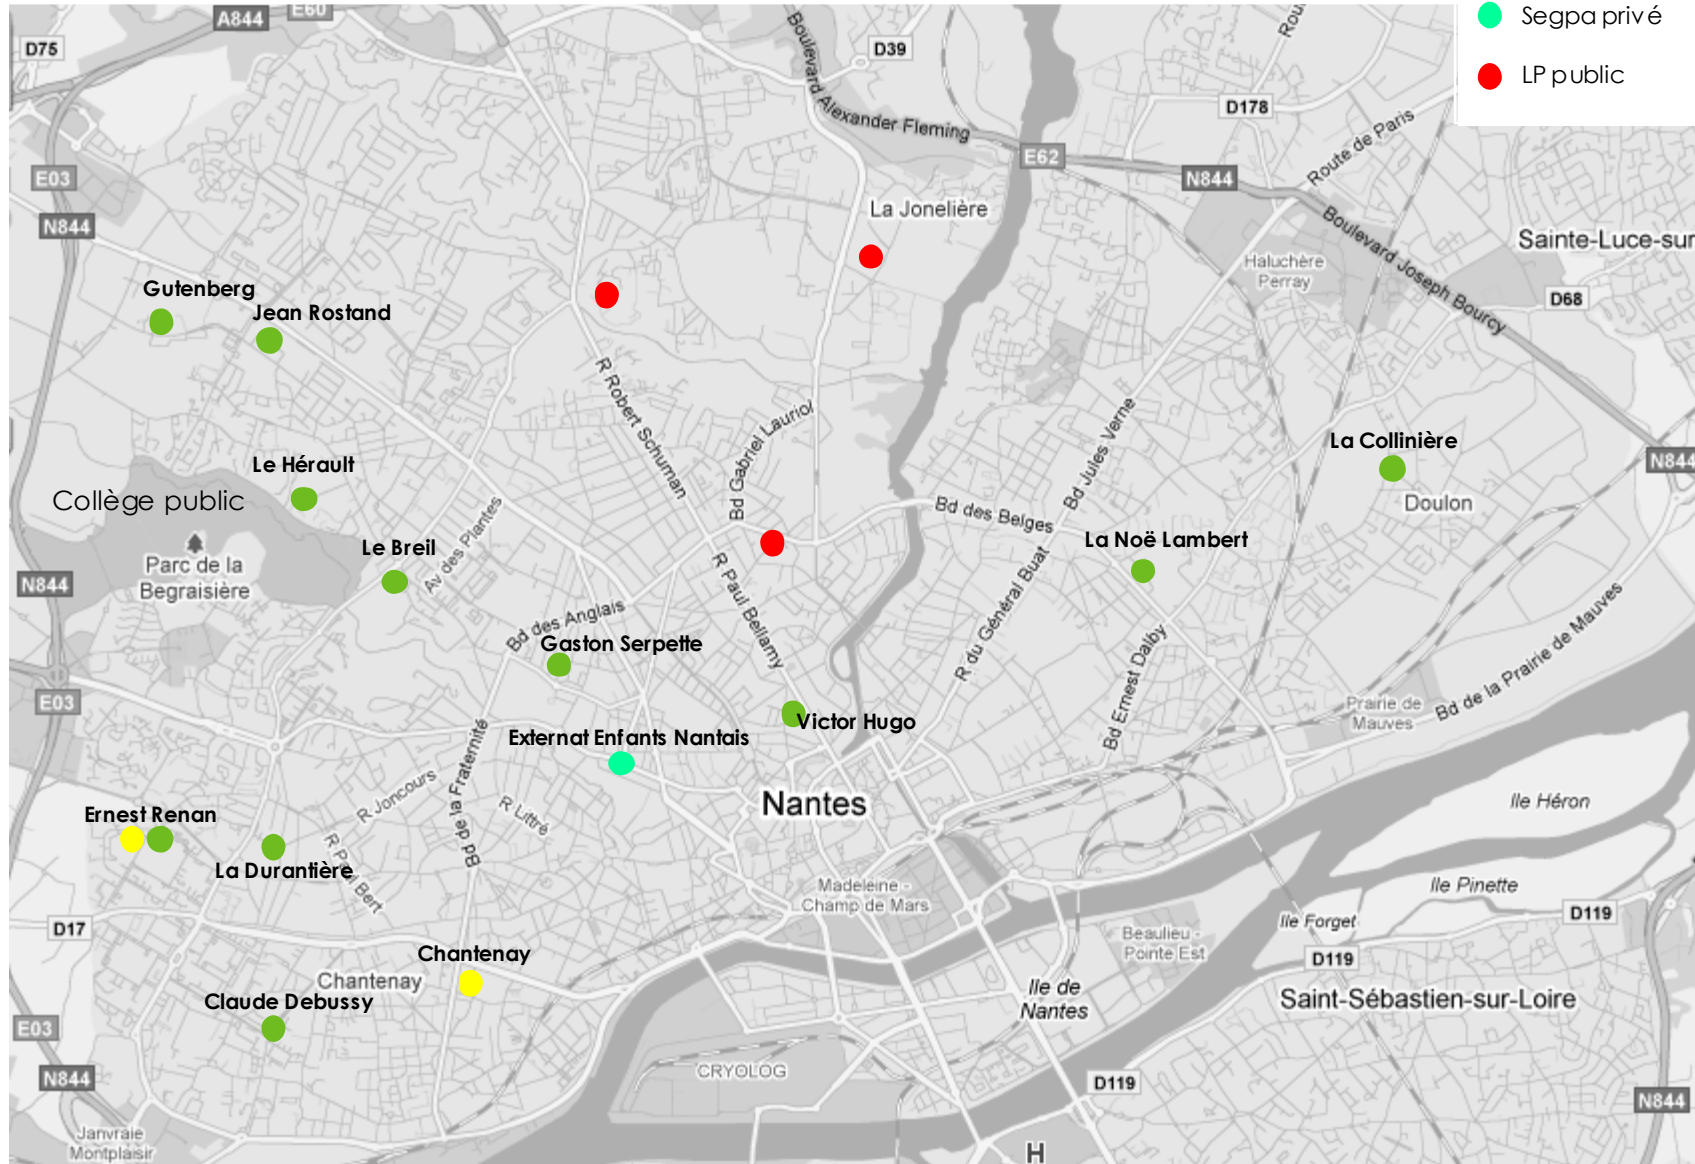 E60
A844
Segpa privé
D75
D39
LP public
Boulevard Alexander Fleming
D178
Route de Paris
E62
E03
N844
La Jonelière
N844
Boulevard Joseph Bourcy
Sainte-Luce-sur
Haluchère
Perray
Gutenberg
D68
Jean Rostand
R Robert Schuman
Bd Gabriel Lauriol
Bd Jules Verne
La Collinière
Le Hérault
N844
Collège public
Doulon
Av des Plantes
Bd des Belges
La Noë Lambert
Le Breil
Parc de la
Begraisière
N844
R Paul Bellamy
R du Général Buat
Bd des Anglais
Gaston Serpette
Bd Ernest Dalby
Bd de la Prairie de Mauves
Prairie de
Mauves
E03
Victor Hugo
Externat Enfants Nantais
Bd de la Fraternité
R Joncours
R Littré
Nantes
Ile Héron
Ernest Renan
La Durantière
R Paul Bert
Madeleine -
Champ de Mars
Ile Pinette
D119
Ile Forget
D17
Beaulieu -
Pointe Est
Chantenay
D119
Chantenay
Ile de
Nantes
Saint-Sébastien-sur-Loire
Claude Debussy
E03
CRYOLOG
N844
D119
N844
Janvraie
Montplaisir
H